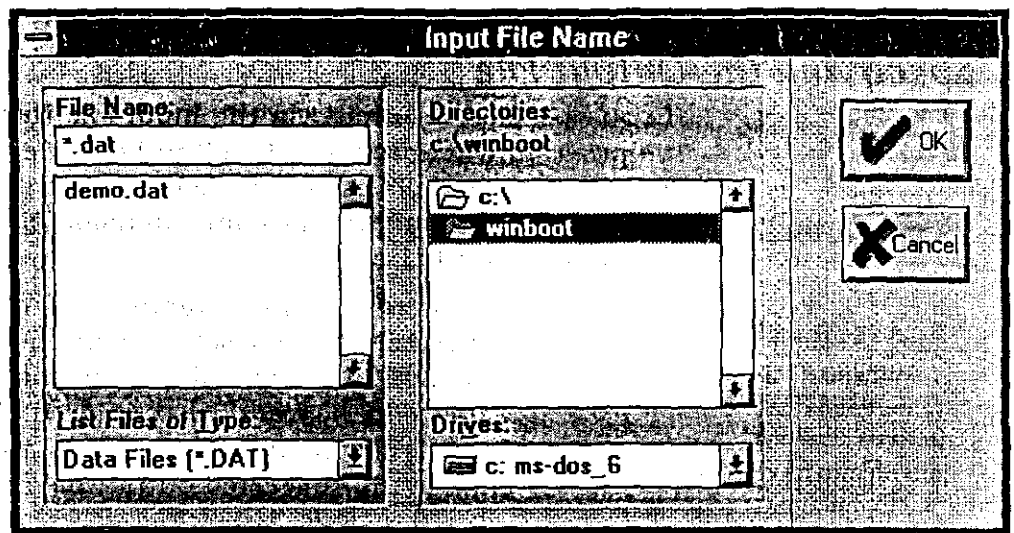 Input File Name
File Name:
*.dat
demo.dat
List Files of Type:
Data Files (*.DAT)
Directories:
c:\winboot
c:\
winboot
Drives:
c: ms-dos_6
OK
Cancel